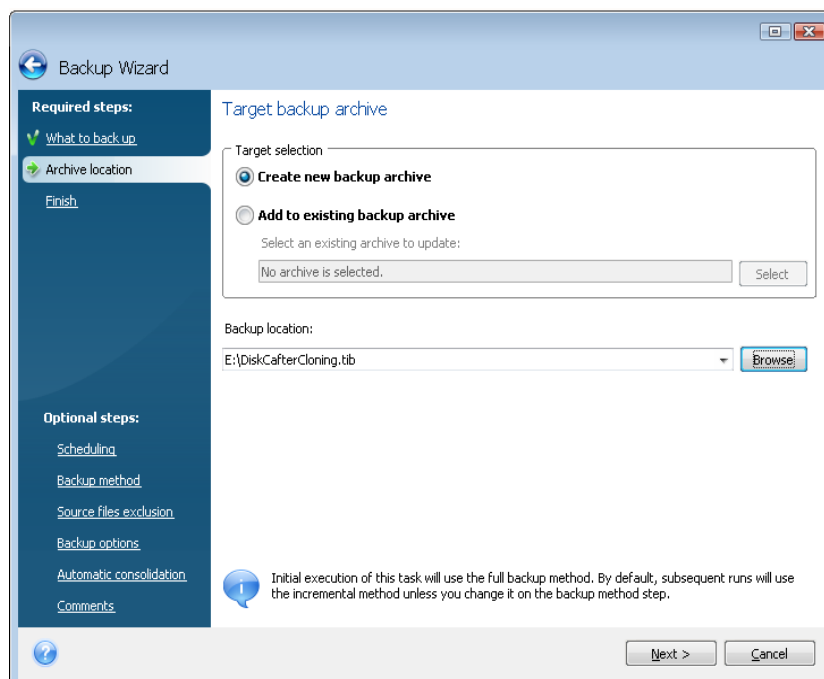 Backup Wizard
Required steps:
What to back up
Archive location
Finish
Optional steps:
Scheduling
Backup method
Source files exclusion
Backup options
Automatic consolidation
Comments
Target backup archive
Target selection
Create new backup archive
Add to existing backup archive
Select an existing archive to update:
No archive is selected.
Select
Backup location:
E:\DiskCafterCloning.tib
Browse
Initial execution of this task will use the full backup method. By default, subsequent runs will use
the incremental method unless you change it on the backup method step.
Next >
Cancel